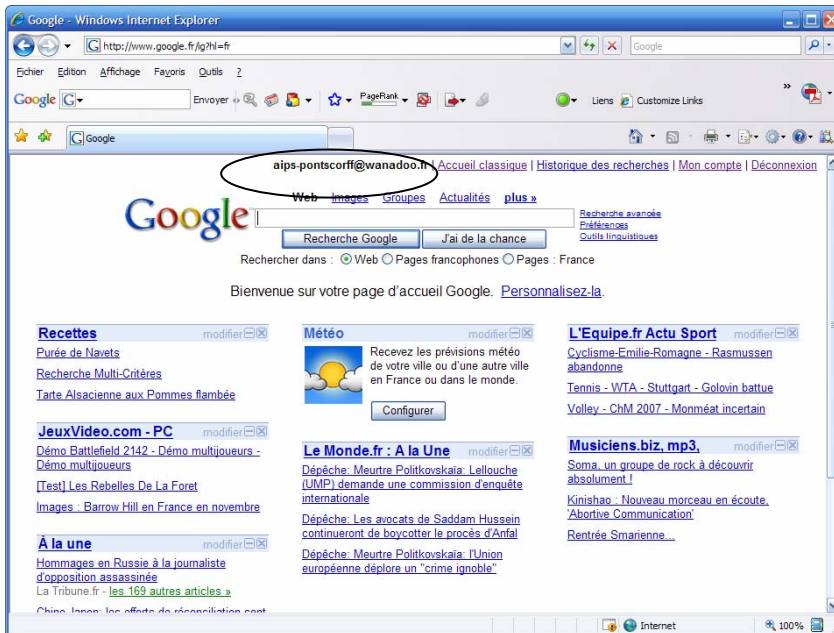 Google - Windows Internet Explorer
http://www.google.fr/ig?hl=fr
Google
Fichier Edition Affichage Favoris Outils ?
Google G Envoyer PageRank » Liens Customize Links
Google
aips-pontscorff@wanadoo.fr | Accueil classique | Historique des recherches | Mon compte | Déconnexion
Web Images Groupes Actualités plus »
Google
Recherche avancée
Préférences
Outils linguistiques
Recherche Google J'ai de la chance
Rechercher dans : Web Pages francophones Pages : France
Bienvenue sur votre page d'accueil Google. Personnalisez-la.
Recettes modifier
Purée de Navets
Recherche Multi-Critères
Tarte Alsacienne aux Pommes flambée
JeuxVideo.com - PC modifier
Démo Battlefield 2142 - Démo multijoueurs -
Démo multijoueurs
[Test] Les Rebelles De La Foret
Images : Barrow Hill en France en novembre
À la une modifier
Hommages en Russie à la journaliste
d'opposition assassinée
La Tribune.fr - les 169 autres articles »
Chine-Japon: les efforts de réconciliation sont
Météo modifier
Recevez les prévisions météo
de votre ville ou d'une autre ville
en France ou dans le monde.
Configurer
Le Monde.fr : A la Une modifier
Dépêche: Meurtre Politkovskaïa: Lellouche
(UMP) demande une commission d'enquête
internationale
Dépêche: Les avocats de Saddam Hussein
continueront de boycotter le procès d'Anfal
Dépêche: Meurtre Politkovskaïa: l'Union
européenne déplore un "crime ignoble"
L'Equipe.fr Actu Sport modifier
Cyclisme-Emilie-Romagne - Rasmussen
abandonne
Tennis - WTA - Stuttgart - Golovin battue
Volley - ChM 2007 - Monméat incertain
Musiciens.biz, mp3, modifier
Soma, un groupe de rock à découvrir
absolument !
Kinishao : Nouveau morceau en écoute,
'Abortive Communication'
Rentrée Smarienne...
Internet 100%